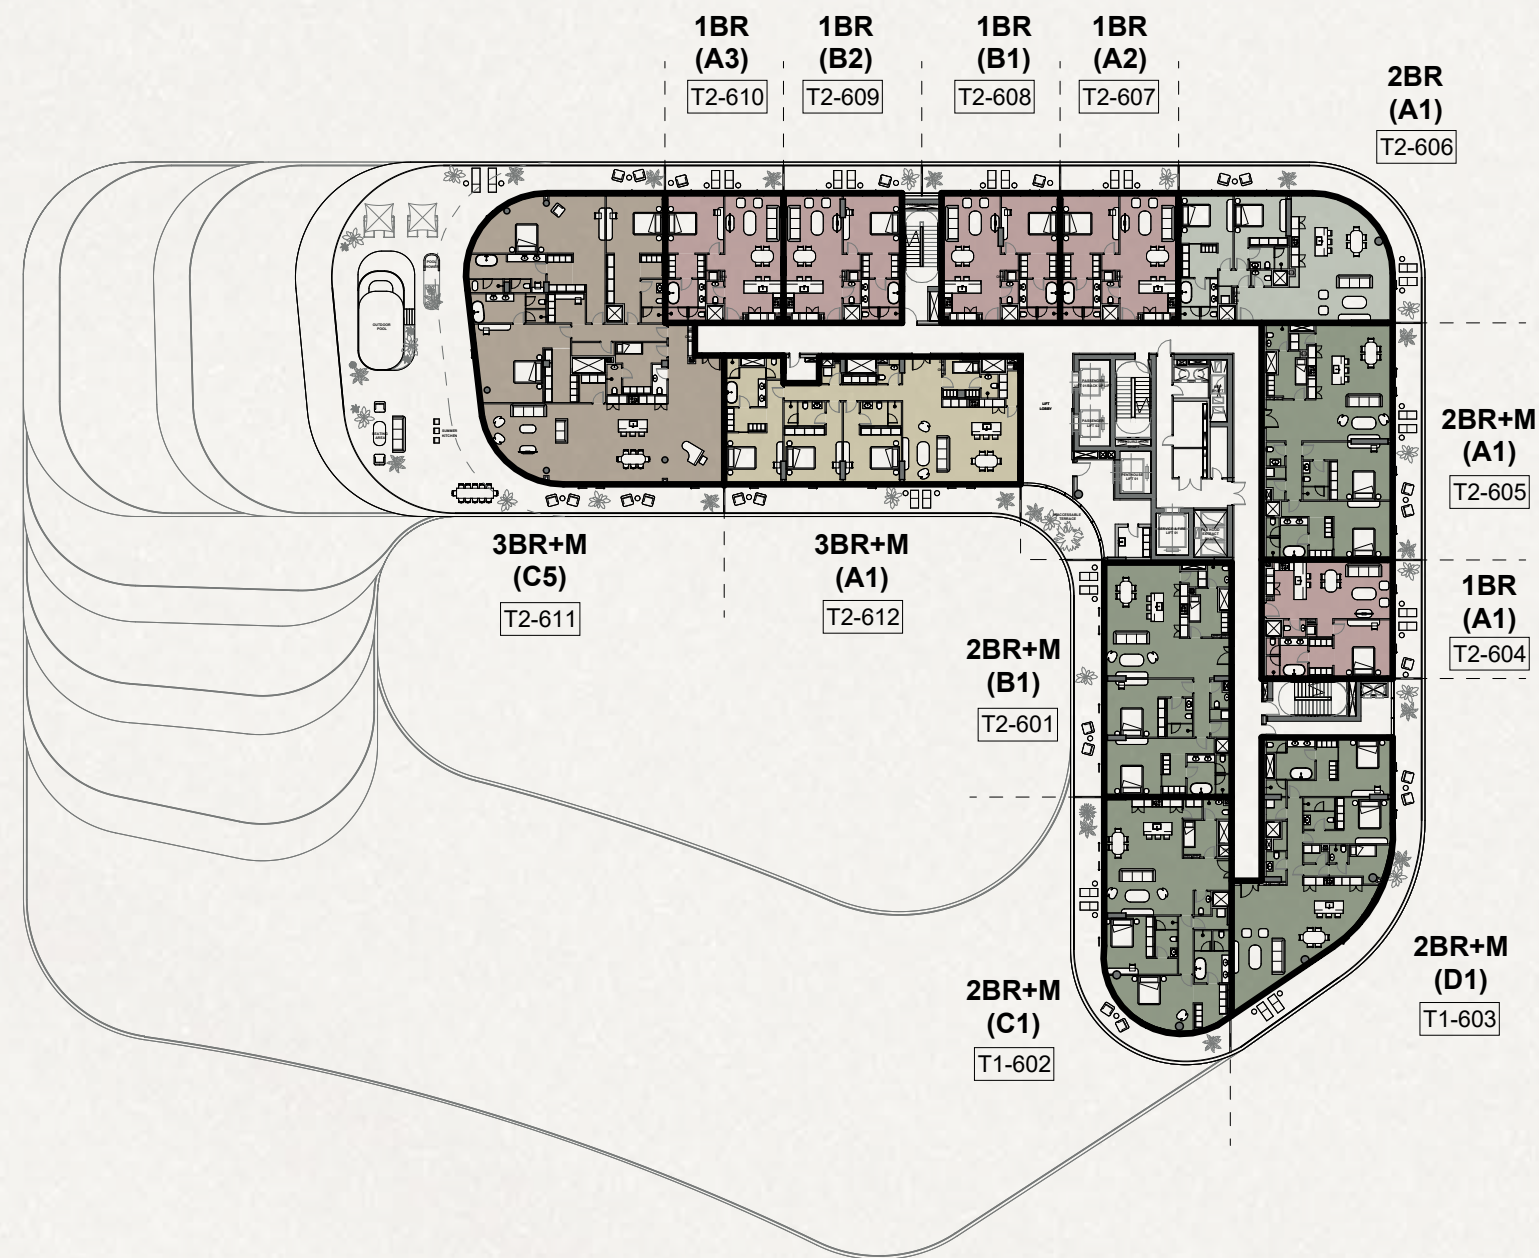 1BR
(A3)
T2-610
1BR
(B2)
T2-609
1BR
(B1)
T2-608
1BR
(A2)
T2-607
2BR
(A1)
T2-606
2BR+M
(A1)
T2-605
1BR
(A1)
T2-604
3BR+M
(C5)
T2-611
3BR+M
(A1)
T2-612
2BR+M
(B1)
T2-601
2BR+M
(C1)
T1-602
2BR+M
(D1)
T1-603
OUTDOOR
POOL
SUMMER
KITCHEN
LIFT
LOBBY